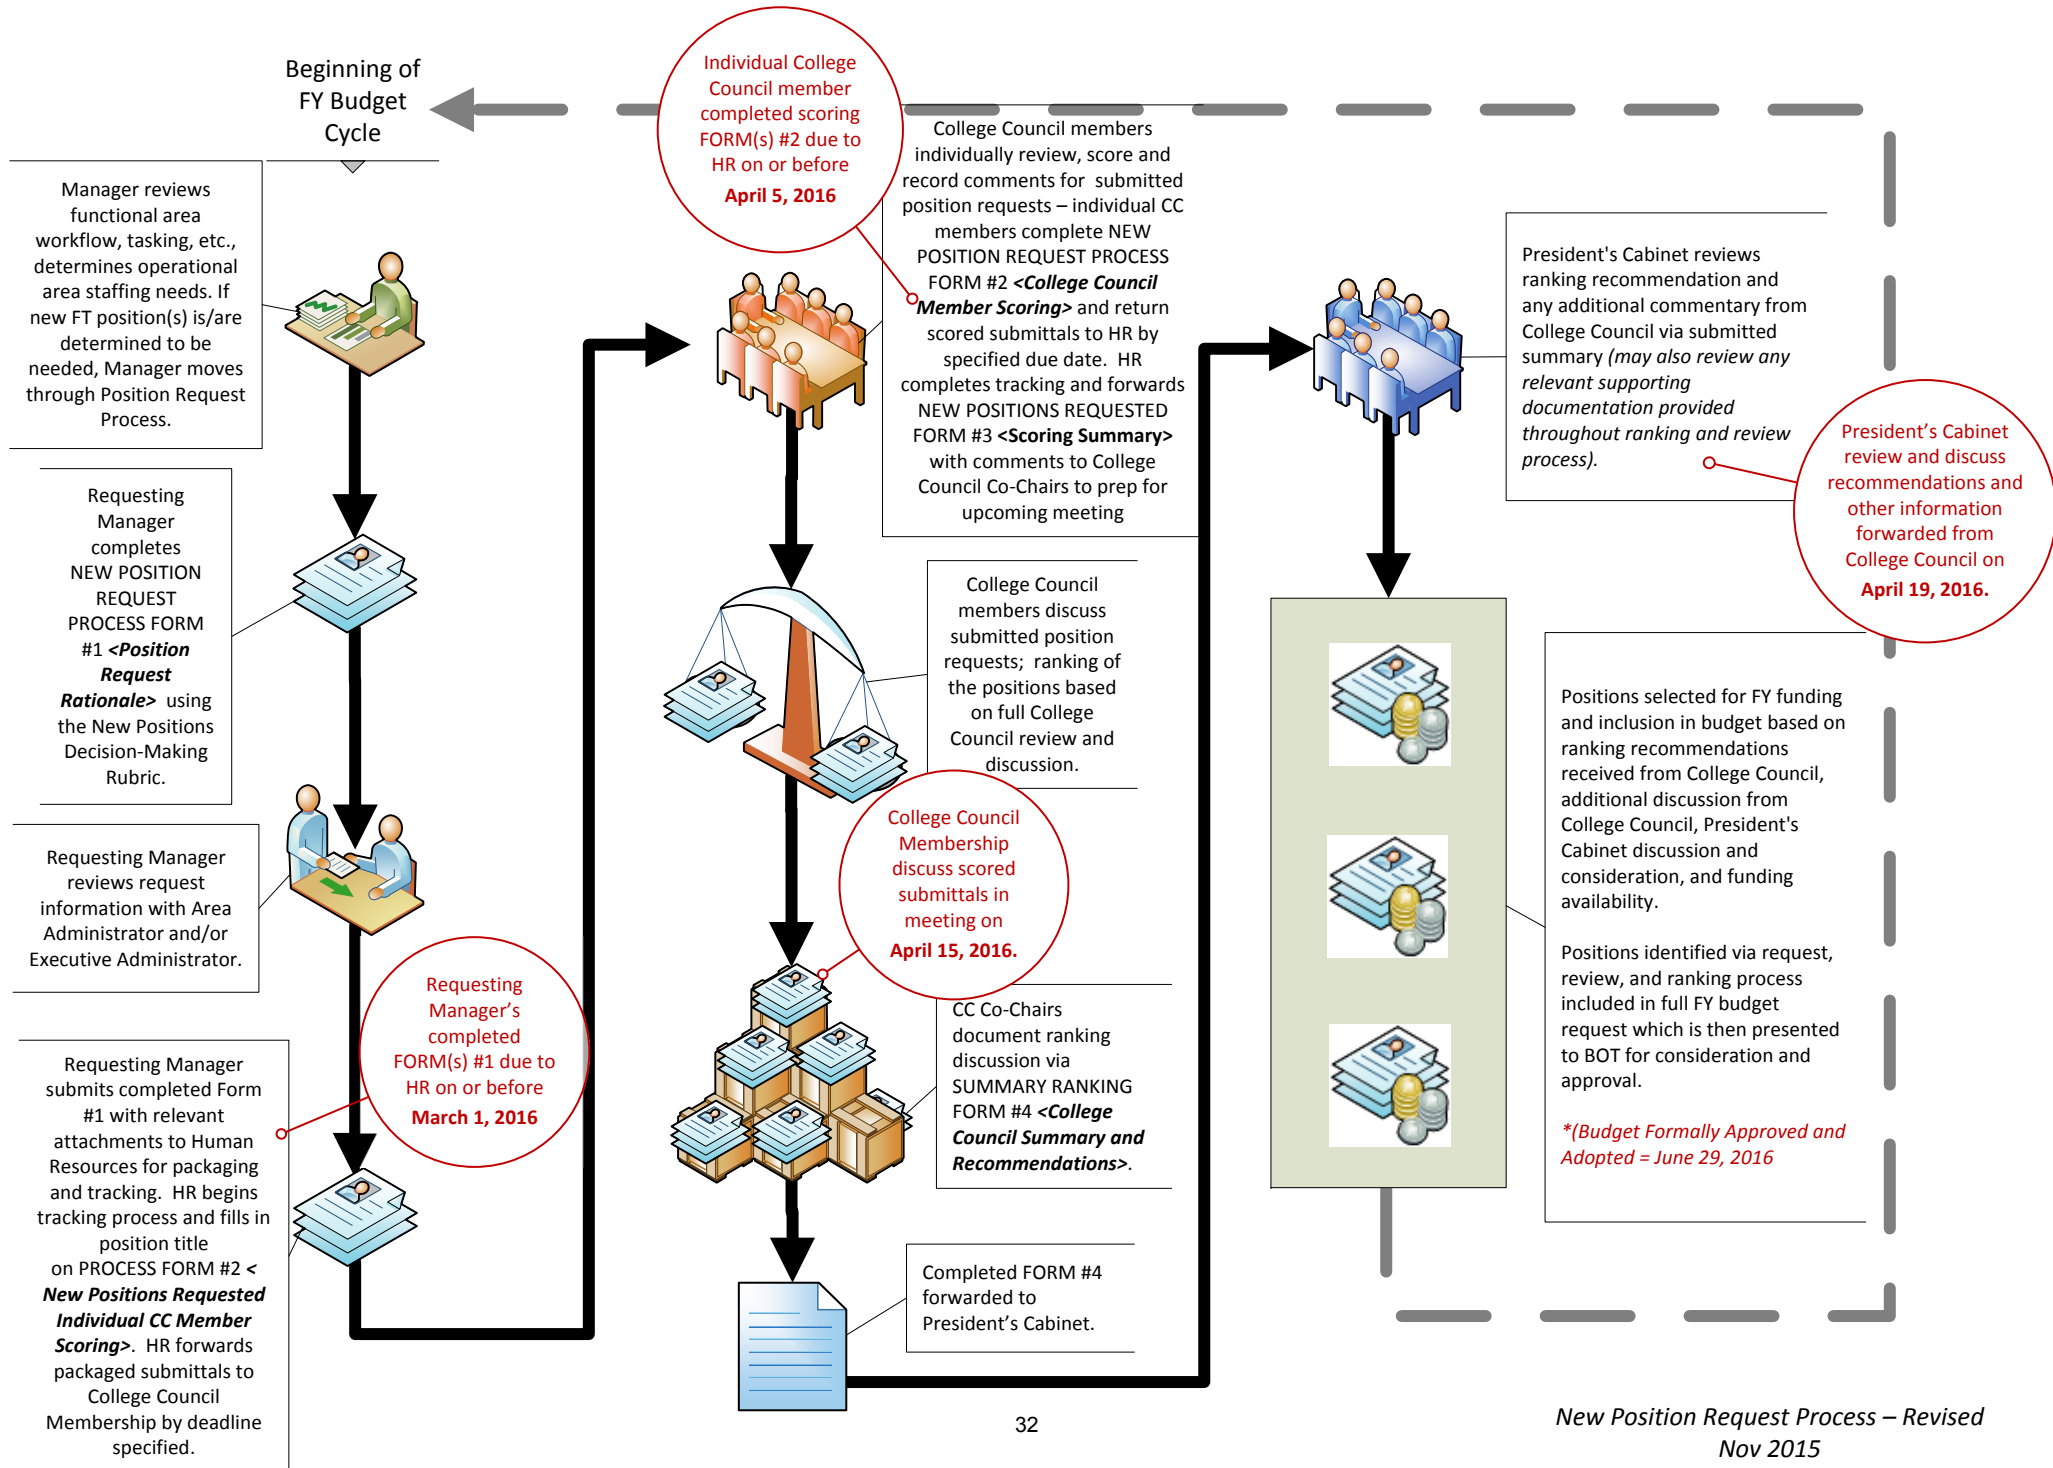 Beginning of
FY Budget
Cycle
Manager reviews
functional area
workflow, tasking, etc.,
determines operational
area staffing needs. If
new FT position(s) is/are
determined to be
needed, Manager moves
through Position Request
Process.
Requesting
Manager
completes
NEW POSITION
REQUEST
PROCESS FORM
#1 <Position
Request
Rationale> using
the New Positions
Decision-Making
Rubric.
Requesting Manager
reviews request
information with Area
Administrator and/or
Executive Administrator.
Requesting Manager
submits completed Form
#1 with relevant
attachments to Human
Resources for packaging
and tracking. HR begins
tracking process and fills in
position title
on PROCESS FORM #2 <
New Positions Requested
Individual CC Member
Scoring>. HR forwards
packaged submittals to
College Council
Membership by deadline
specified.
Requesting
Manager's
completed
FORM(s) #1 due to
HR on or before
March 1, 2016
Individual College
Council member
completed scoring
FORM(s) #2 due to
HR on or before
April 5, 2016
College Council members
individually review, score and
record comments for submitted
position requests – individual CC
members complete NEW
POSITION REQUEST PROCESS
FORM #2 <College Council
Member Scoring> and return
scored submittals to HR by
specified due date. HR
completes tracking and forwards
NEW POSITIONS REQUESTED
FORM #3 <Scoring Summary>
with comments to College
Council Co-Chairs to prep for
upcoming meeting
College Council
members discuss
submitted position
requests; ranking of
the positions based
on full College
Council review and
discussion.
College Council
Membership
discuss scored
submittals in
meeting on
April 15, 2016.
CC Co-Chairs
document ranking
discussion via
SUMMARY RANKING
FORM #4 <College
Council Summary and
Recommendations>.
Completed FORM #4
forwarded to
President's Cabinet.
President's Cabinet reviews
ranking recommendation and
any additional commentary from
College Council via submitted
summary (may also review any
relevant supporting
documentation provided
throughout ranking and review
process).
President's Cabinet
review and discuss
recommendations and
other information
forwarded from
College Council on
April 19, 2016.
Positions selected for FY funding
and inclusion in budget based on
ranking recommendations
received from College Council,
additional discussion from
College Council, President's
Cabinet discussion and
consideration, and funding
availability.
Positions identified via request,
review, and ranking process
included in full FY budget
request which is then presented
to BOT for consideration and
approval.
*(Budget Formally Approved and
Adopted = June 29, 2016
32
New Position Request Process – Revised
Nov 2015